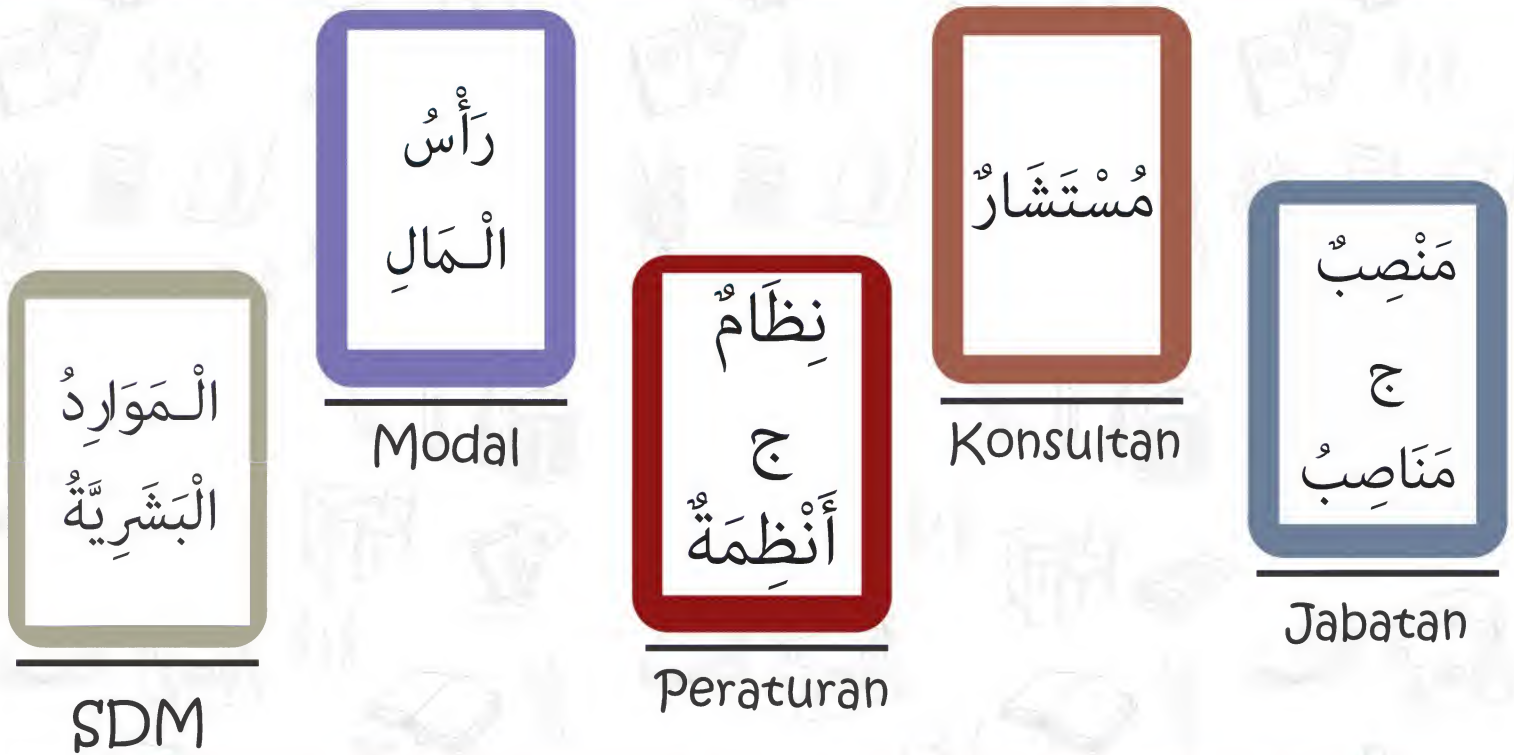 الْـمَوَارِدُ
الْبَشَرِيَّةُ
SDM
رَأْسُ
الْـمَالِ
Modal
نِظَامٌ
ج
أَنْظِمَةٌ
Peraturan
مُسْتَشَارٌ
Konsultan
مَنْصِبٌ
ج
مَنَاصِبُ
Jabatan